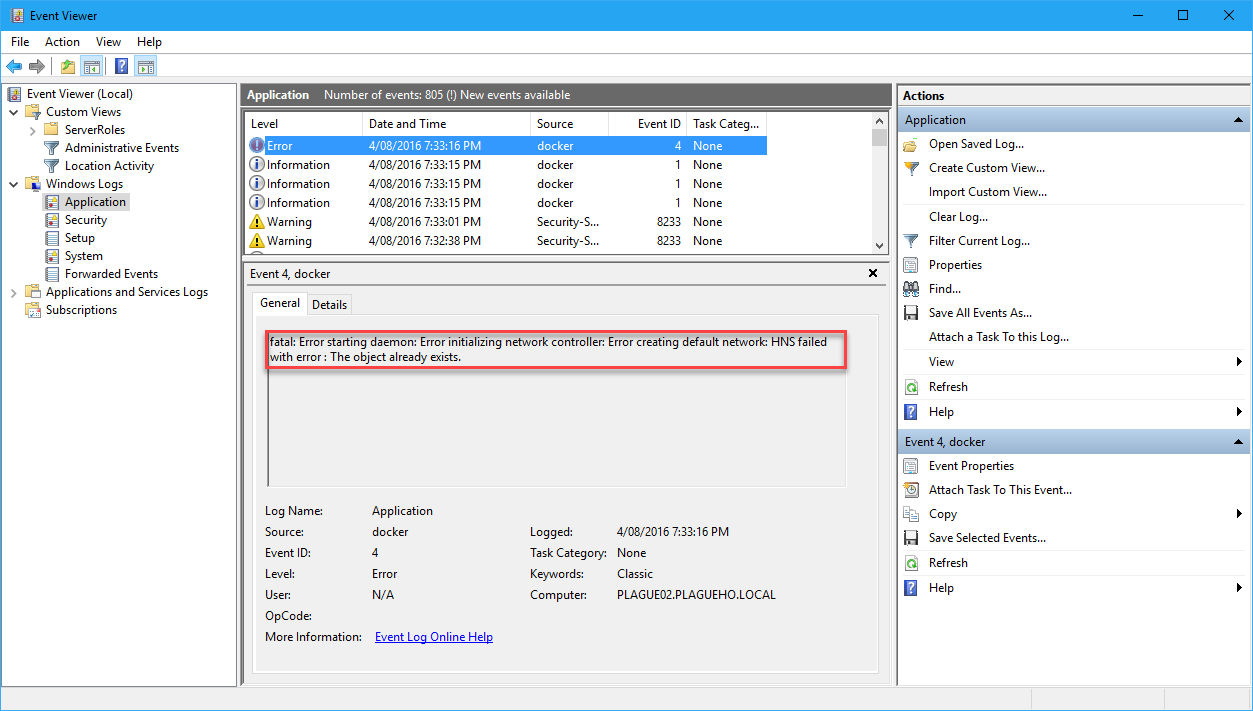 Event Viewer
File Action View Help
Event Viewer (Local)
Custom Views
ServerRoles
Administrative Events
Location Activity
Windows Logs
Application
Security
Setup
System
Forwarded Events
Applications and Services Logs
Subscriptions
Application Number of events: 805 (!) New events available
Level Date and Time Source Event ID Task Categ...
Error 4/08/2016 7:33:16 PM docker 4 None
Information 4/08/2016 7:33:15 PM docker 1 None
Information 4/08/2016 7:33:15 PM docker 1 None
Information 4/08/2016 7:33:15 PM docker 1 None
Warning 4/08/2016 7:33:01 PM Security-S... 8233 None
Warning 4/08/2016 7:32:38 PM Security-S... 8233 None
Event 4, docker
General Details
fatal: Error starting daemon: Error initializing network controller: Error creating default network: HNS failed
with error : The object already exists.
Log Name: Application
Source: docker Logged: 4/08/2016 7:33:16 PM
Event ID: 4 Task Category: None
Level: Error Keywords: Classic
User: N/A Computer: PLAGUE02.PLAGUEHO.LOCAL
OpCode:
More Information: Event Log Online Help
Actions
Application
Open Saved Log...
Create Custom View...
Import Custom View...
Clear Log...
Filter Current Log...
Properties
Find...
Save All Events As...
Attach a Task to this Log...
View
Refresh
Help
Event 4, docker
Event Properties
Attach Task To This Event...
Copy
Save Selected Events...
Refresh
Help